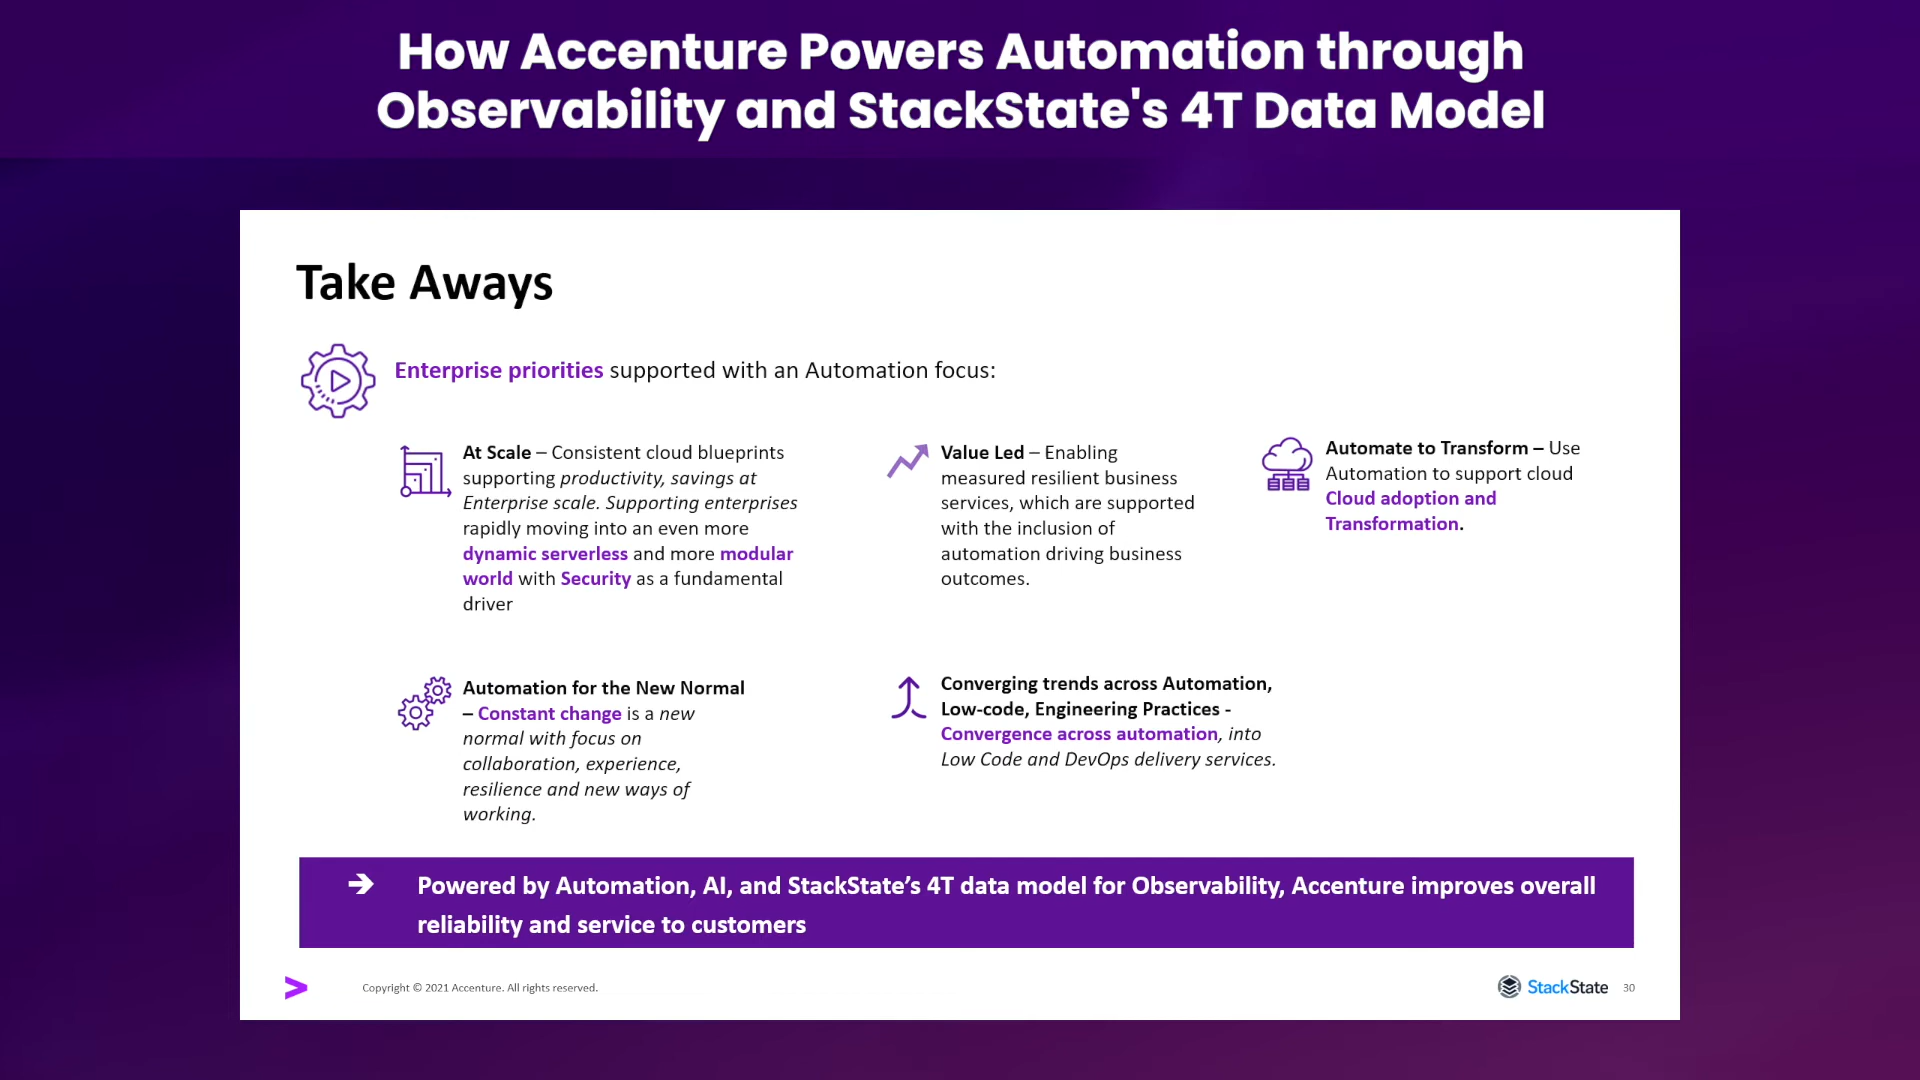 How Accenture Powers Automation through
Observability and StackState's 4T Data Model
Take Aways
Enterprise priorities supported with an Automation focus:
At Scale – Consistent cloud blueprints
supporting productivity, savings at
Enterprise scale. Supporting enterprises
rapidly moving into an even more
dynamic serverless and more modular
world with Security as a fundamental
driver
Value Led – Enabling
measured resilient business
services, which are supported
with the inclusion of
automation driving business
outcomes.
Automate to Transform – Use
Automation to support cloud
Cloud adoption and
Transformation.
Automation for the New Normal
– Constant change is a new
normal with focus on
collaboration, experience,
resilience and new ways of
working.
Converging trends across Automation,
Low-code, Engineering Practices -
Convergence across automation, into
Low Code and DevOps delivery services.
Powered by Automation, AI, and StackState’s 4T data model for Observability, Accenture improves overall
reliability and service to customers
Copyright © 2021 Accenture. All rights reserved.
StackState
30